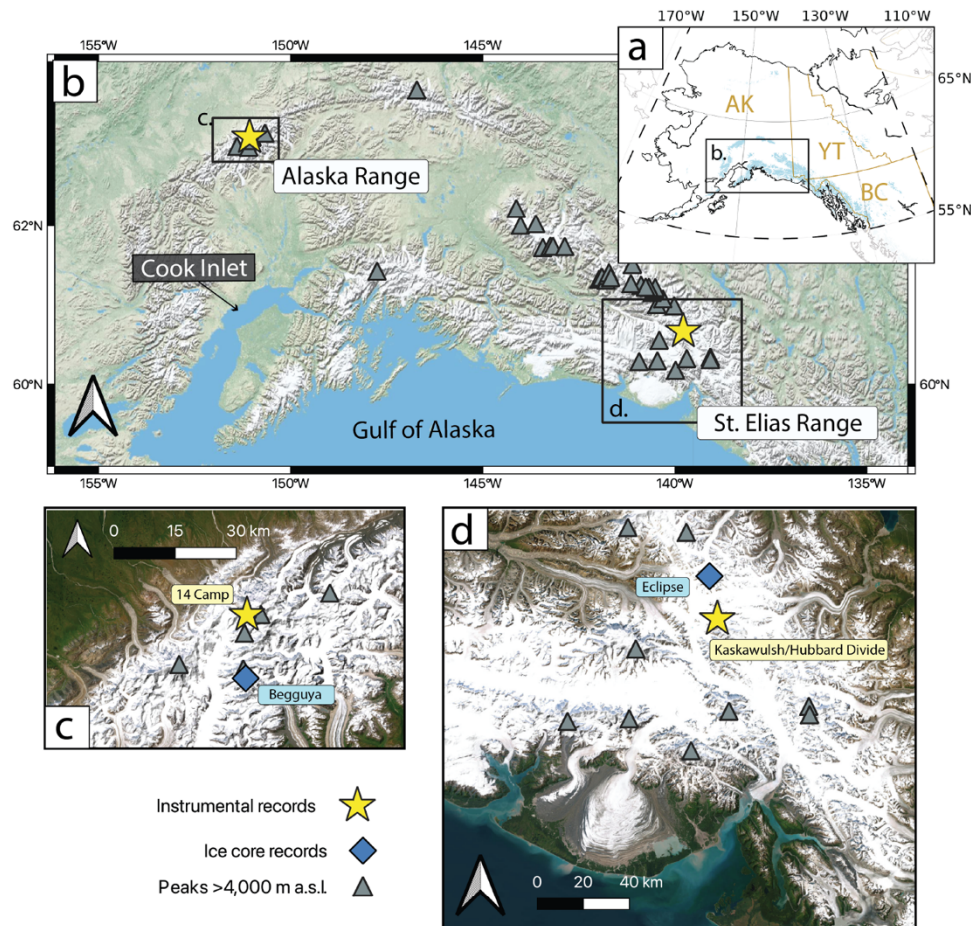 170°W 150°W 130°W 110°W
155°W 150°W 145°W
b
a
65°N
AK
YT
BC
b.
55°N
c.
Alaska Range
62°N
Cook Inlet
60°N
60°N
d.
St. Elias Range
Gulf of Alaska
155°W 150°W 145°W 140°W 135°W
0 15 30 km
14 Camp
Begguya
c
d
Eclipse
Kaskawulsh/Hubbard Divide
0 20 40 km
Instrumental records
Ice core records
Peaks >4,000 m a.s.l.